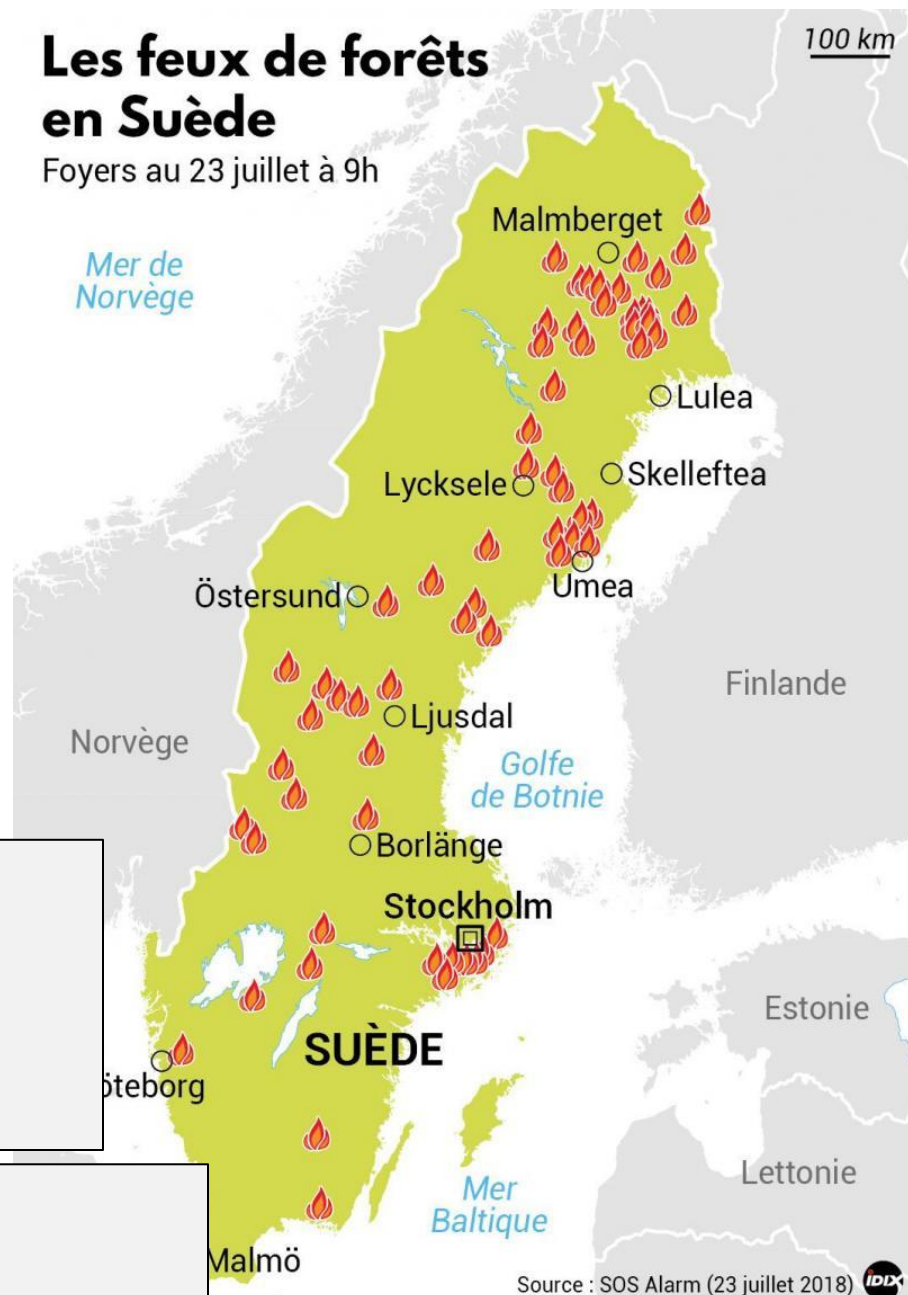 Les feux de forêts
en Suède
Foyers au 23 juillet à 9h
100 km
Mer de
Norvège
Malmberget
Lulea
Skelleftea
Lycksele
Umea
Östersund
Finlande
Ljusdal
Norvège
Golfe
de Botnie
Borlänge
Stockholm
Estonie
SUÈDE
öteborg
Lettonie
Mer
Baltique
Malmö
Source : SOS Alarm (23 juillet 2018)
iDIX